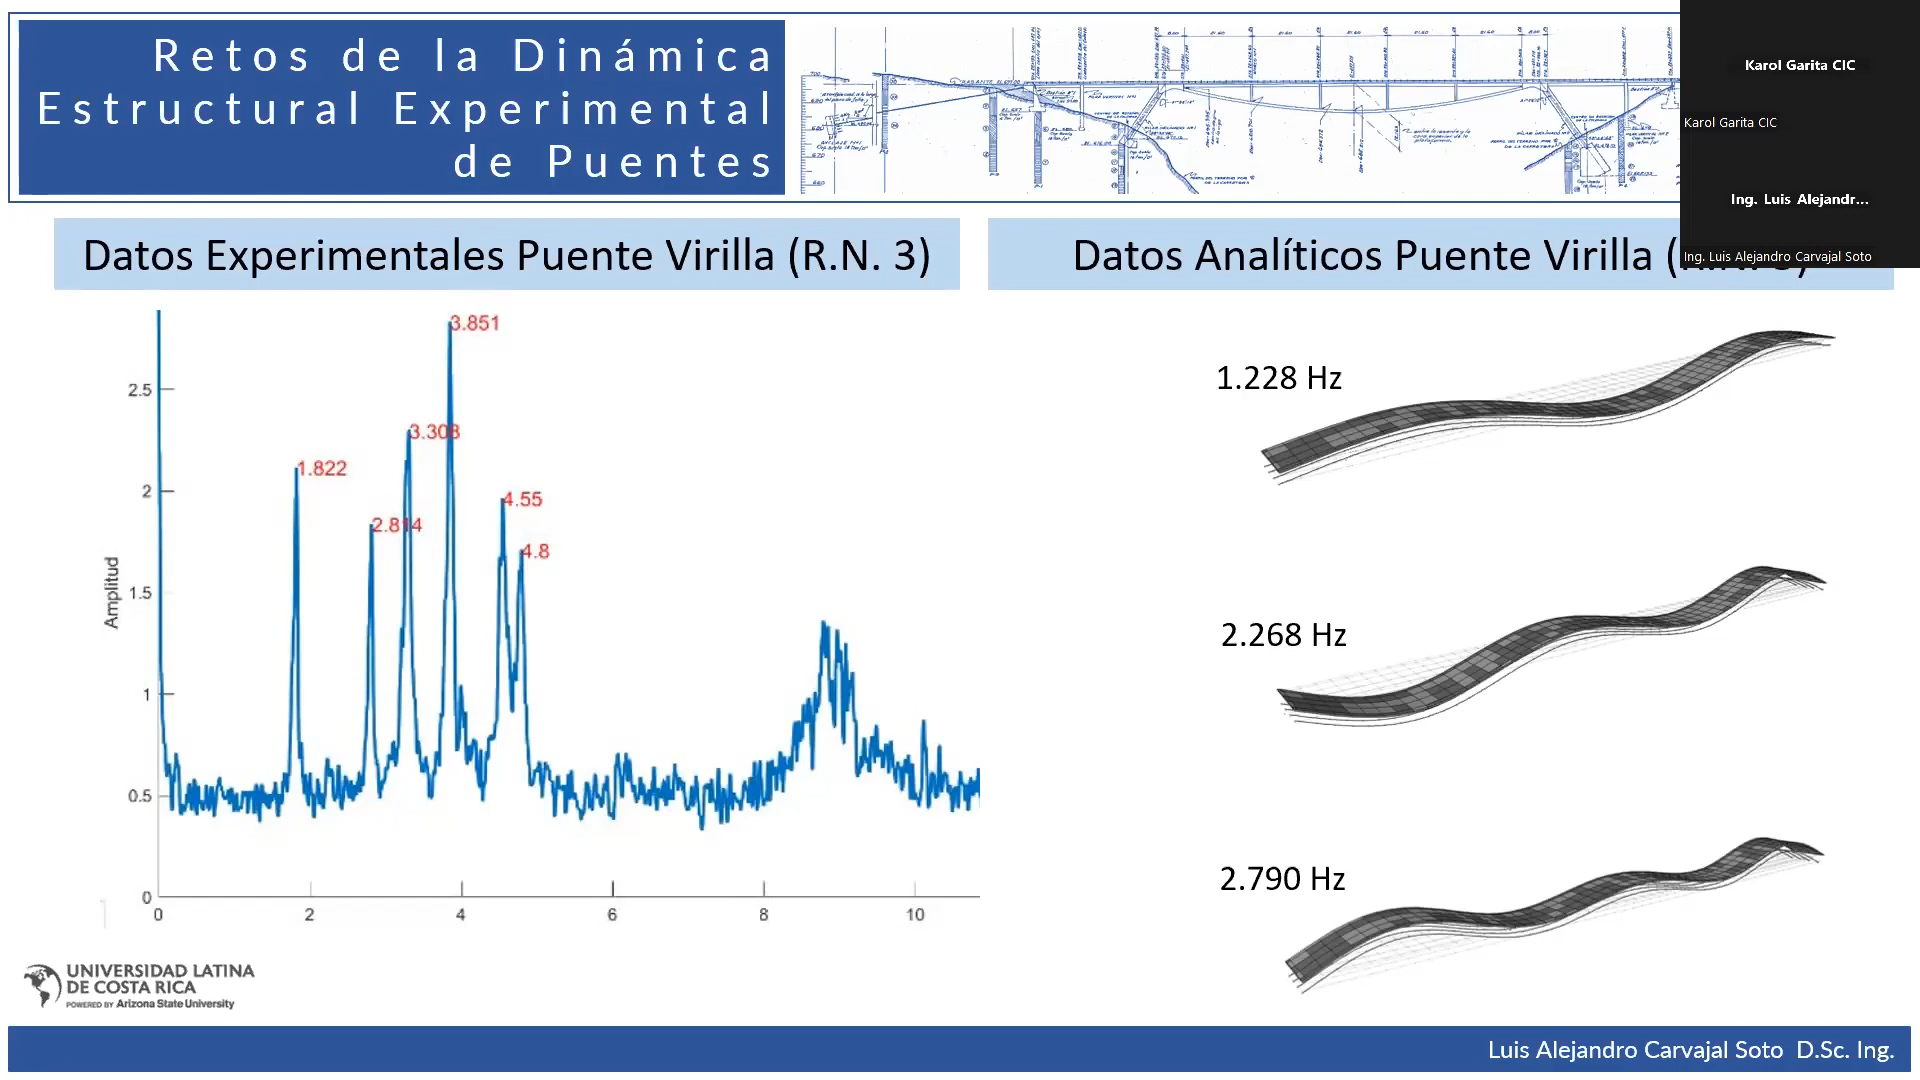 Retos de la Dinámica
Estructural Experimental
de Puentes
Karol Garita CIC
Karol Garita CIC
Ing. Luis Alejandr...
Ing. Luis Alejandro Carvajal Soto
Datos Experimentales Puente Virilla (R.N. 3)
Datos Analíticos Puente Virilla (R.N. 3)
3.851
2.5
3.308
1.822
2
4.55
2.814
4.8
1.5
Amplitud
1
0.5
0
0
2
4
6
8
10
1.228 Hz
2.268 Hz
2.790 Hz
UNIVERSIDAD LATINA
DE COSTA RICA
POWERED BY Arizona State University
Luis Alejandro Carvajal Soto D.Sc. Ing.